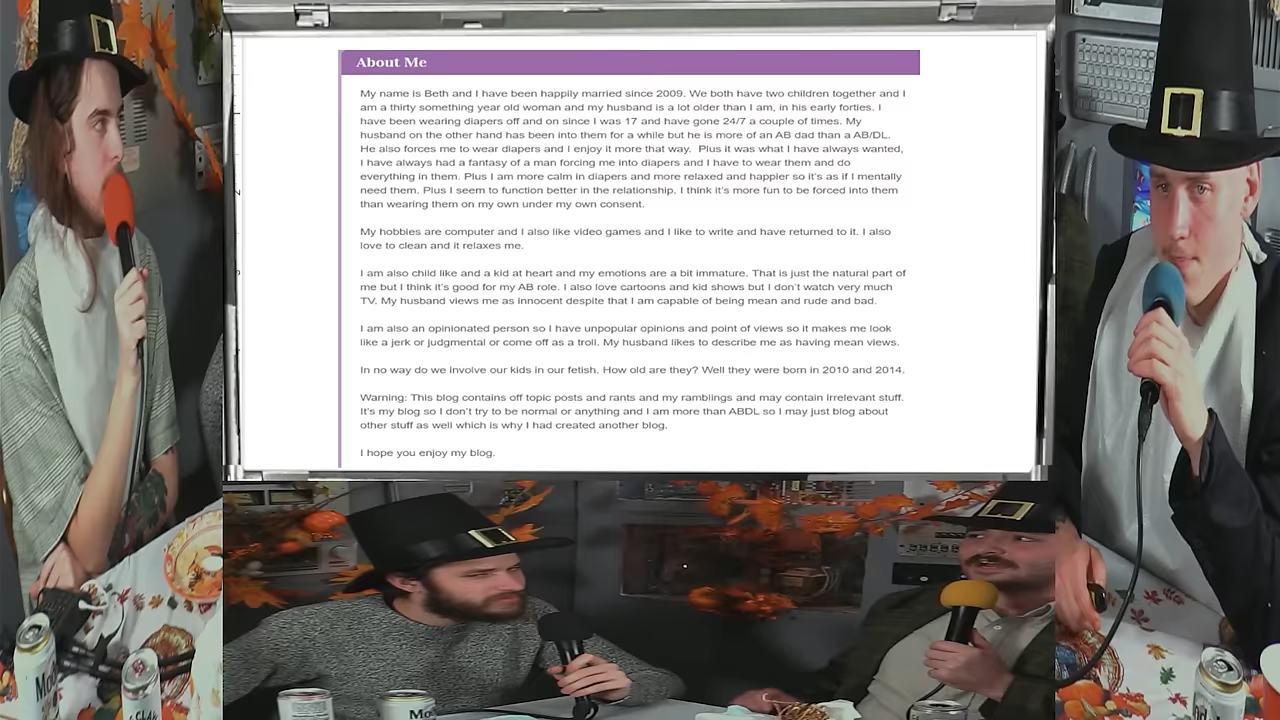 About Me
My name is Beth and I have been happily married since 2009. We both have two children together and I
am a thirty something year old woman and my husband is a lot older than I am, in his early forties. I
have been wearing diapers off and on since I was 17 and have gone 24/7 a couple of times. My
husband on the other hand has been into them for a while but he is more of an AB dad than a AB/DL.
He also forces me to wear diapers and I enjoy it more that way. Plus it was what I have always wanted,
I have always had a fantasy of a man forcing me into diapers and I have to wear them and do
everything in them. Plus I am more calm in diapers and more relaxed and happier so it's as if I mentally
need them. Plus I seem to function better in the relationship. I think it's more fun to be forced into them
than wearing them on my own under my own consent.
My hobbies are computer and I also like video games and I like to write and have returned to it. I also
love to clean and it relaxes me.
I am also child like and a kid at heart and my emotions are a bit immature. That is just the natural part of
me but I think it's good for my AB role. I also love cartoons and kid shows but I don't watch very much
TV. My husband views me as innocent despite that I am capable of being mean and rude and bad.
I am also an opinionated person so I have unpopular opinions and point of views so it makes me look
like a jerk or judgmental or come off as a troll. My husband likes to describe me as having mean views.
In no way do we involve our kids in our fetish. How old are they? Well they were born in 2010 and 2014.
Warning: This blog contains off topic posts and rants and my ramblings and may contain irrelevant stuff.
It's my blog so I don't try to be normal or anything and I am more than ABDL so I may just blog about
other stuff as well which is why I had created another blog.
I hope you enjoy my blog.